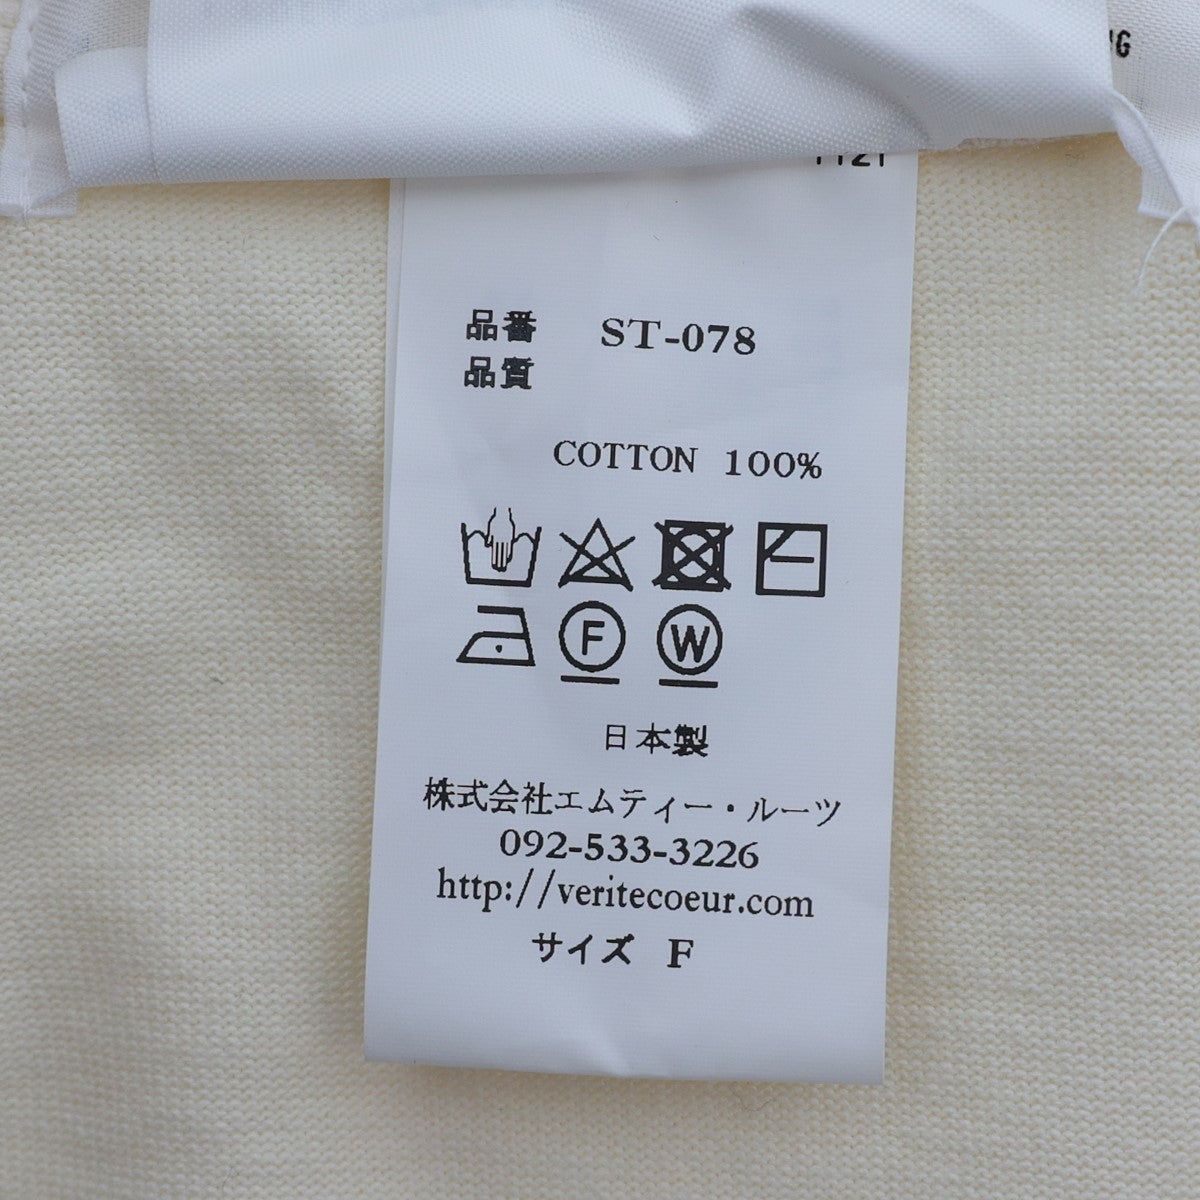 品番 ST-078
品質
COTTON 100%
F W
日本製
株式会社エムティー・ルーツ
092-533-3226
http://veritecoeur.com
サイズ F